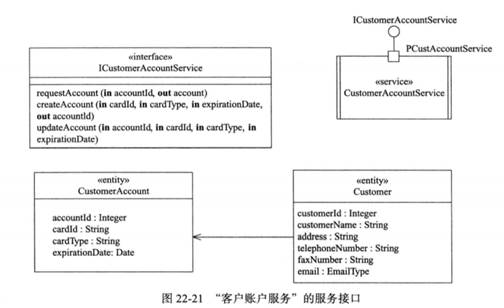 ICustomerAccountService
PCustAccountService
«service»
CustomerAccountService
«interface»
ICustomerAccountService
requestAccount (in accountId, out account)
createAccount (in cardId, in cardType, in expirationDate,
out accountId)
updateAccount (in accountId, in cardId, in cardType, in
expirationDate)
«entity»
CustomerAccount
accountId : Integer
cardId : String
cardType : String
expirationDate: Date
«entity»
Customer
customerId : Integer
customerName : String
address : String
telephoneNumber : String
faxNumber : String
email : EmailType
图 22-21 “客户账户服务”的服务接口